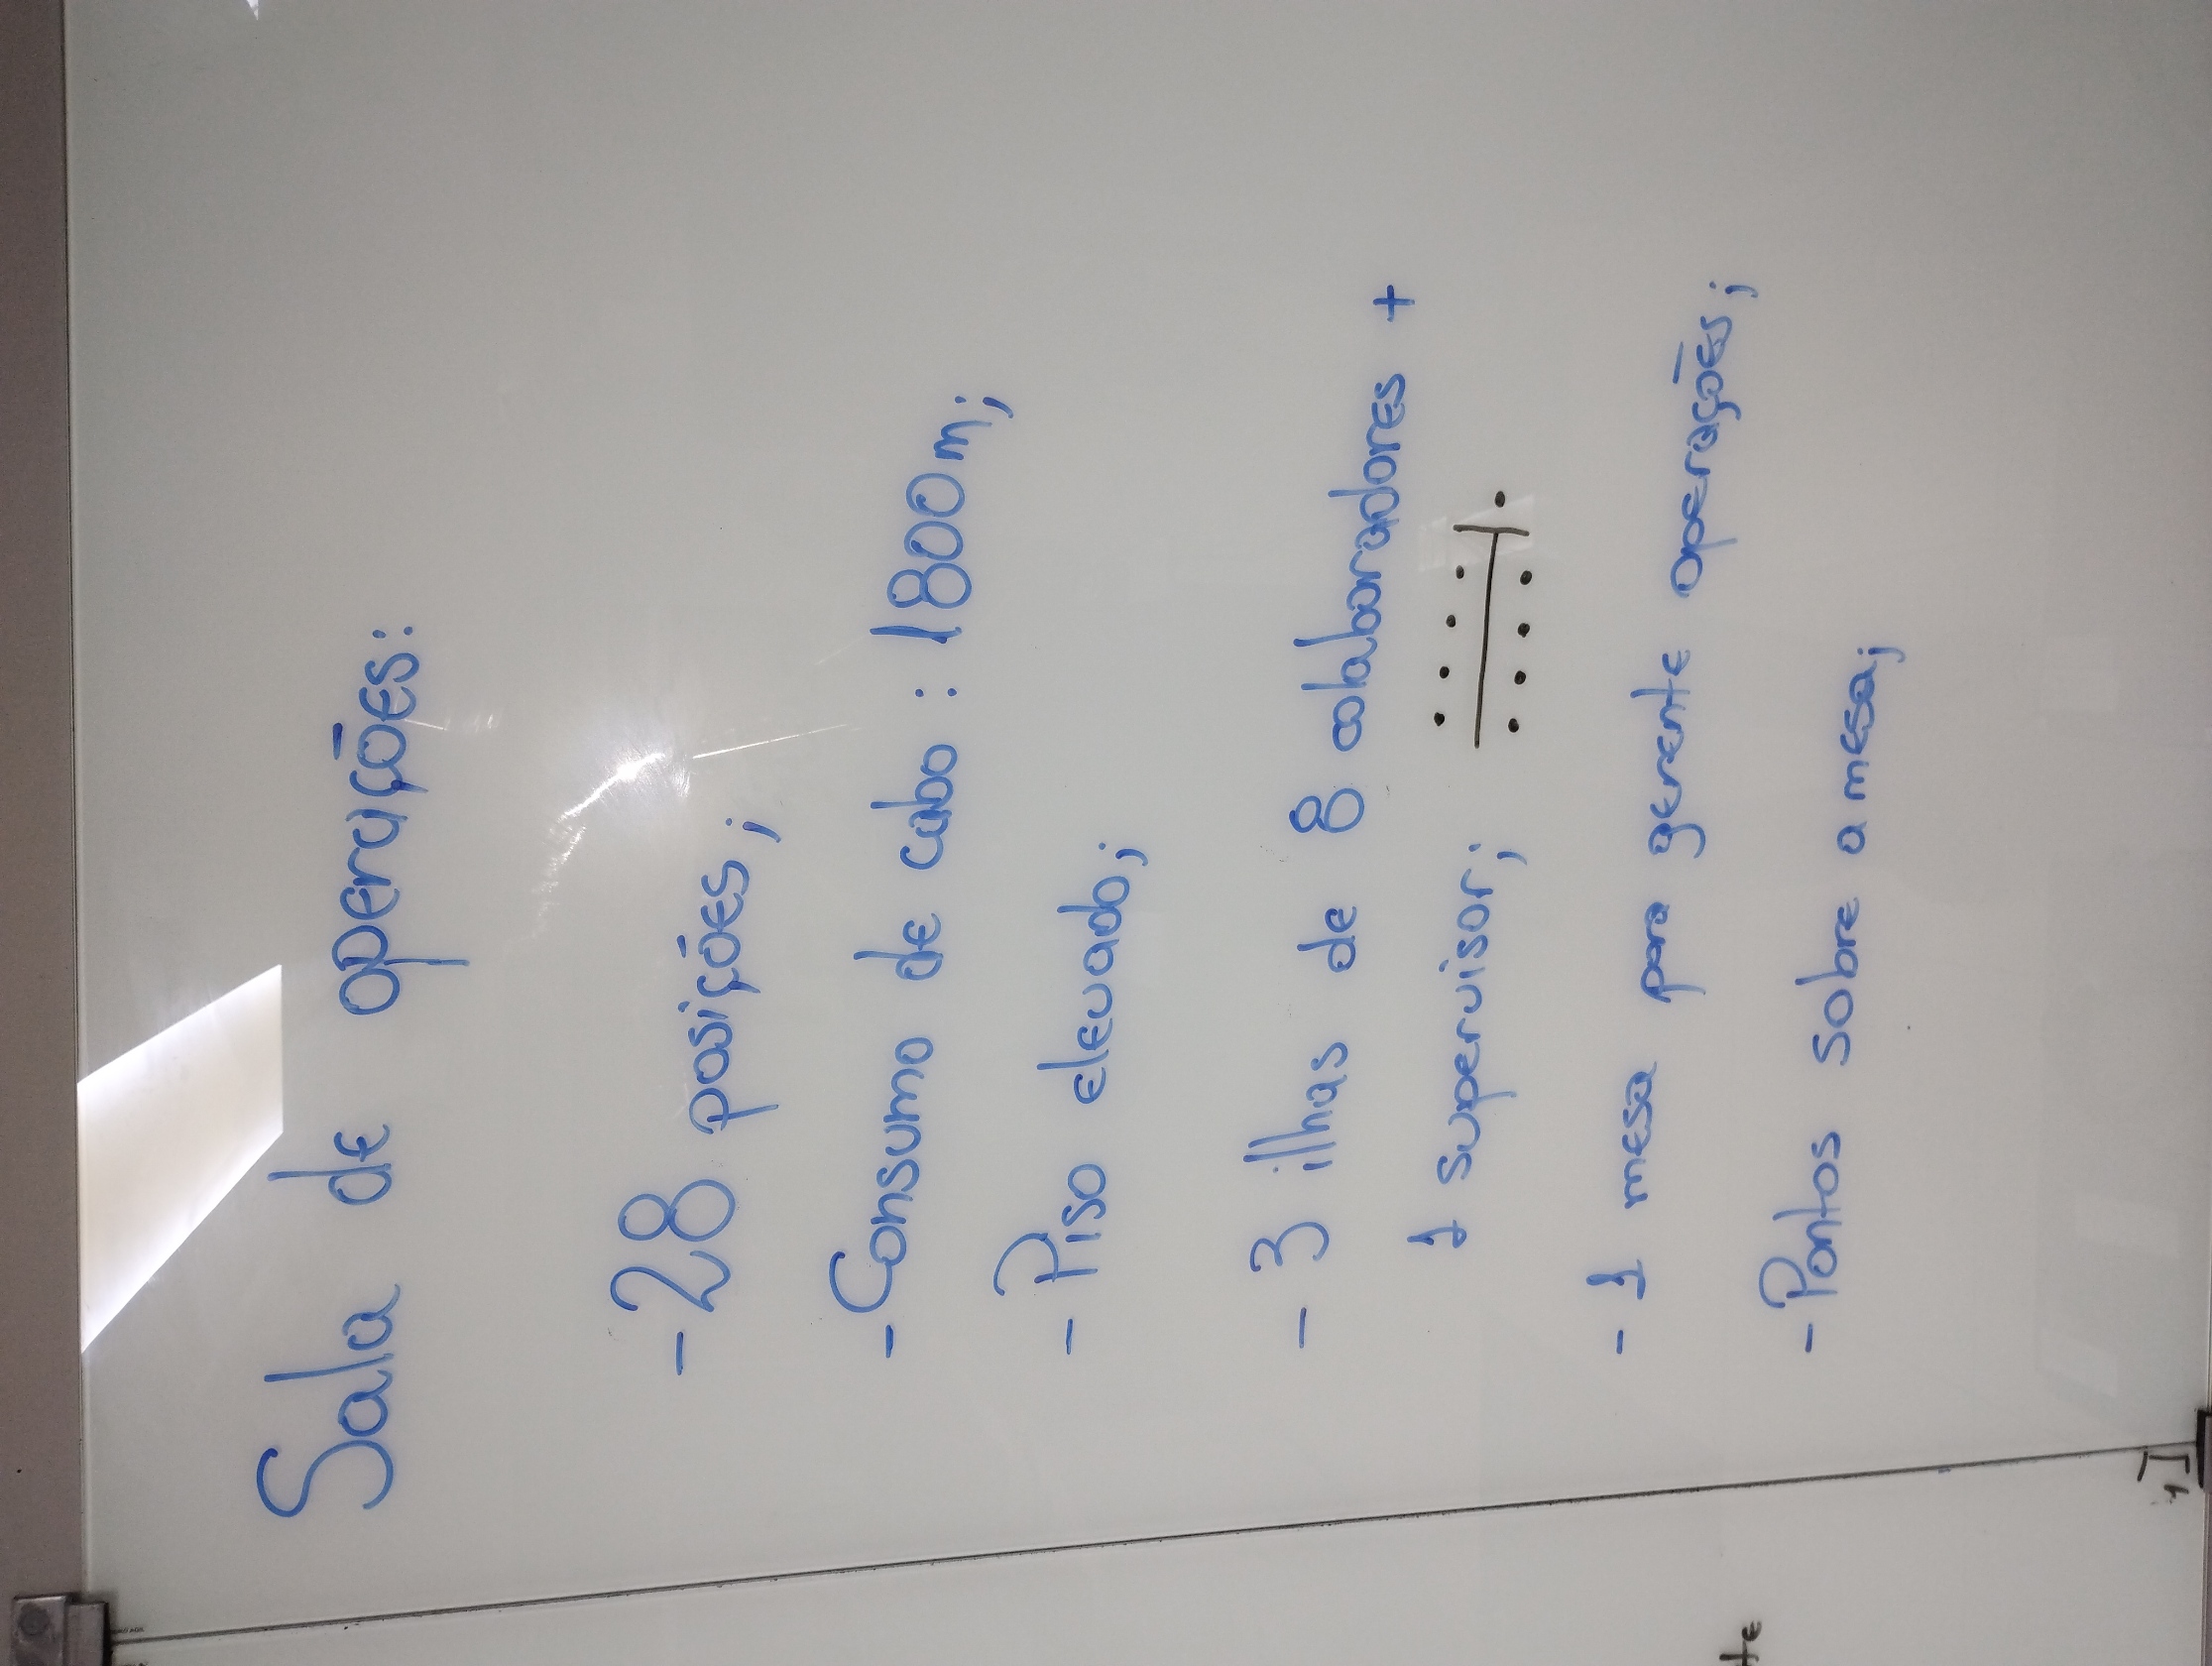 Sala de operações:
-28 posições;
-Consumo de cabo : 1800m;
- Piso elevado;
- 3 ilhas de 8 colaboradores +
1 supervisor;
- 1 mesa para gerente operações;
te
- Pontos sobre a mesa;